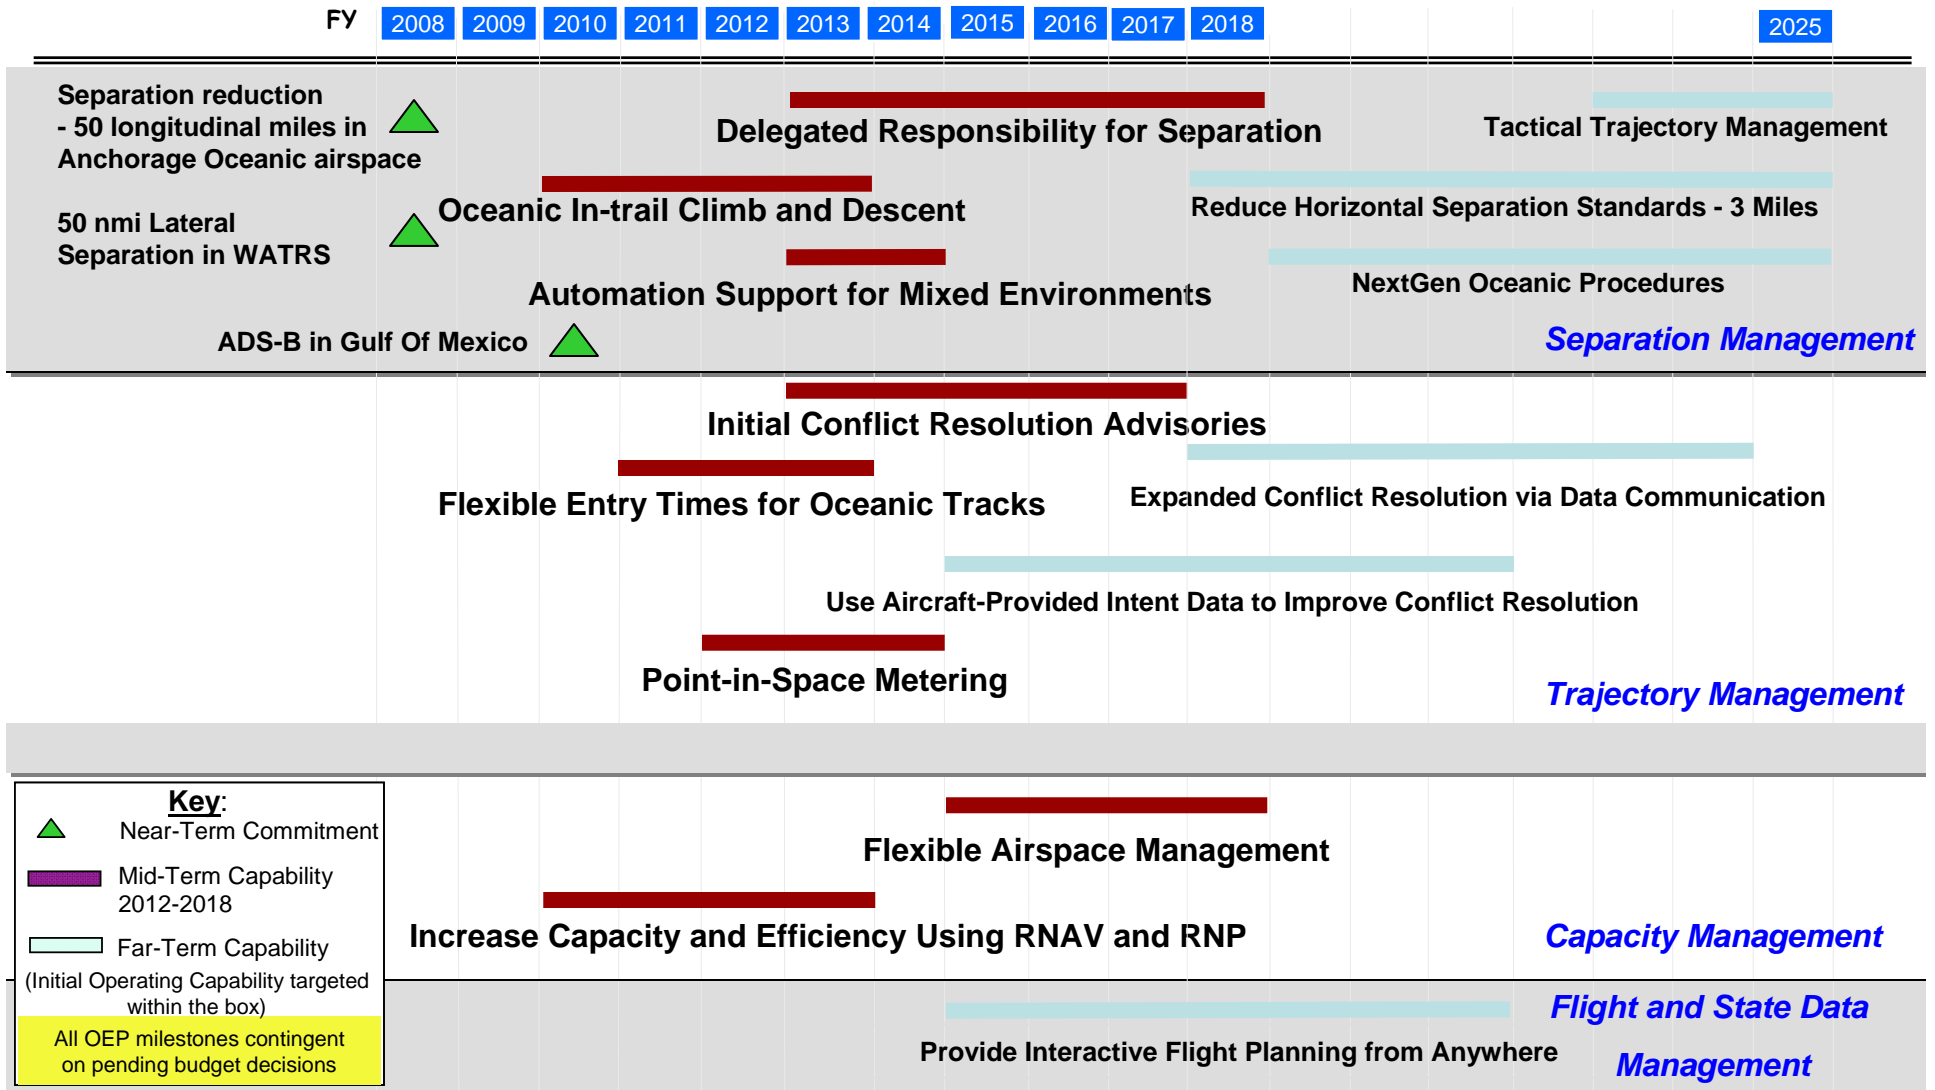 FY 2008 2009 2010 2011 2012 2013 2014 2015 2016 2017 2018 2025
Separation reduction
- 50 longitudinal miles in
Anchorage Oceanic airspace
Delegated Responsibility for Separation
Tactical Trajectory Management
Oceanic In-trail Climb and Descent
Reduce Horizontal Separation Standards - 3 Miles
50 nmi Lateral
Separation in WATRS
Automation Support for Mixed Environments
NextGen Oceanic Procedures
ADS-B in Gulf Of Mexico
Separation Management
Initial Conflict Resolution Advisories
Flexible Entry Times for Oceanic Tracks
Expanded Conflict Resolution via Data Communication
Use Aircraft-Provided Intent Data to Improve Conflict Resolution
Point-in-Space Metering
Trajectory Management
Key:
Near-Term Commitment
Mid-Term Capability
2012-2018
Far-Term Capability
(Initial Operating Capability targeted
within the box)
All OEP milestones contingent
on pending budget decisions
Flexible Airspace Management
Increase Capacity and Efficiency Using RNAV and RNP
Capacity Management
Provide Interactive Flight Planning from Anywhere
Flight and State Data
Management